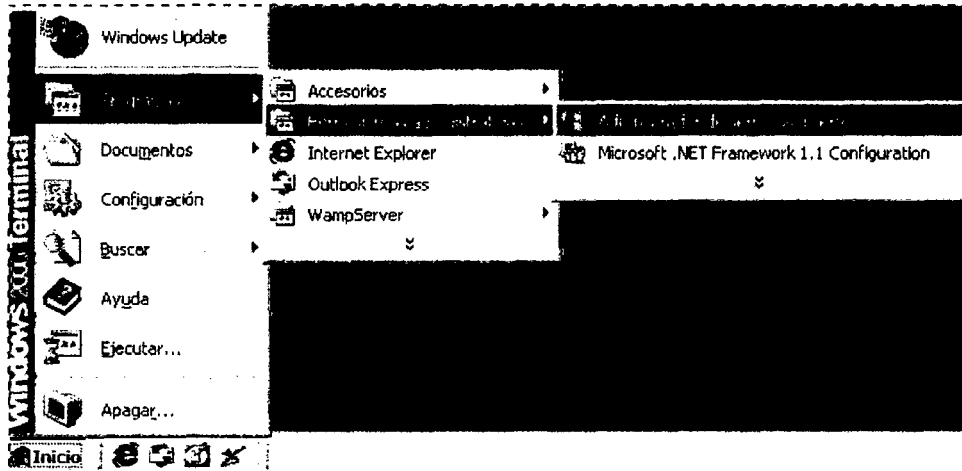 Windows Update
Documentos
Configuración
Buscar
Ayuda
Ejecutar...
Apagar...
Windows 2000 Terminal
Inicio
Accesorios
Internet Explorer
Outlook Express
WampServer
Microsoft .NET Framework 1.1 Configuration